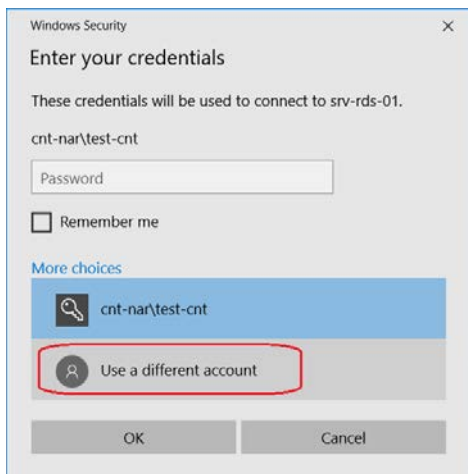 Windows Security
Enter your credentials
These credentials will be used to connect to srv-rds-01.
cnt-nar\test-cnt
Password
Remember me
More choices
cnt-nar\test-cnt
Use a different account
OK Cancel